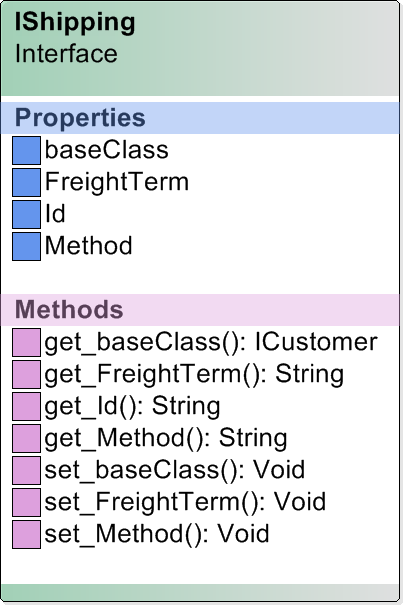 IShipping
Interface
Properties
baseClass
FreightTerm
Id
Method
Methods
get_baseClass(): ICustomer
get_FreightTerm(): String
get_Id(): String
get_Method(): String
set_baseClass(): Void
set_FreightTerm(): Void
set_Method(): Void